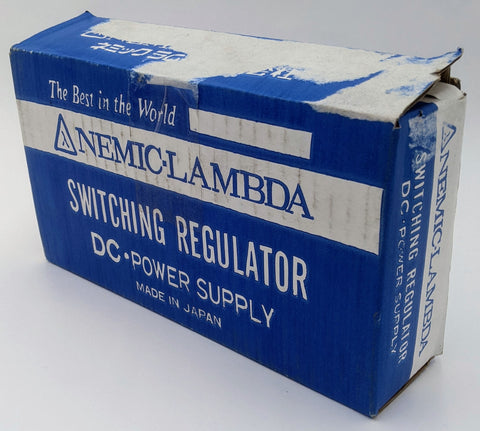 The Best in the World
NEMIC-LAMBDA
SWITCHING REGULATOR
DC・POWER SUPPLY
MADE IN JAPAN
NEMIC-LAMBDA
SWITCHING REGULATOR
DC・POWER SUPPLY